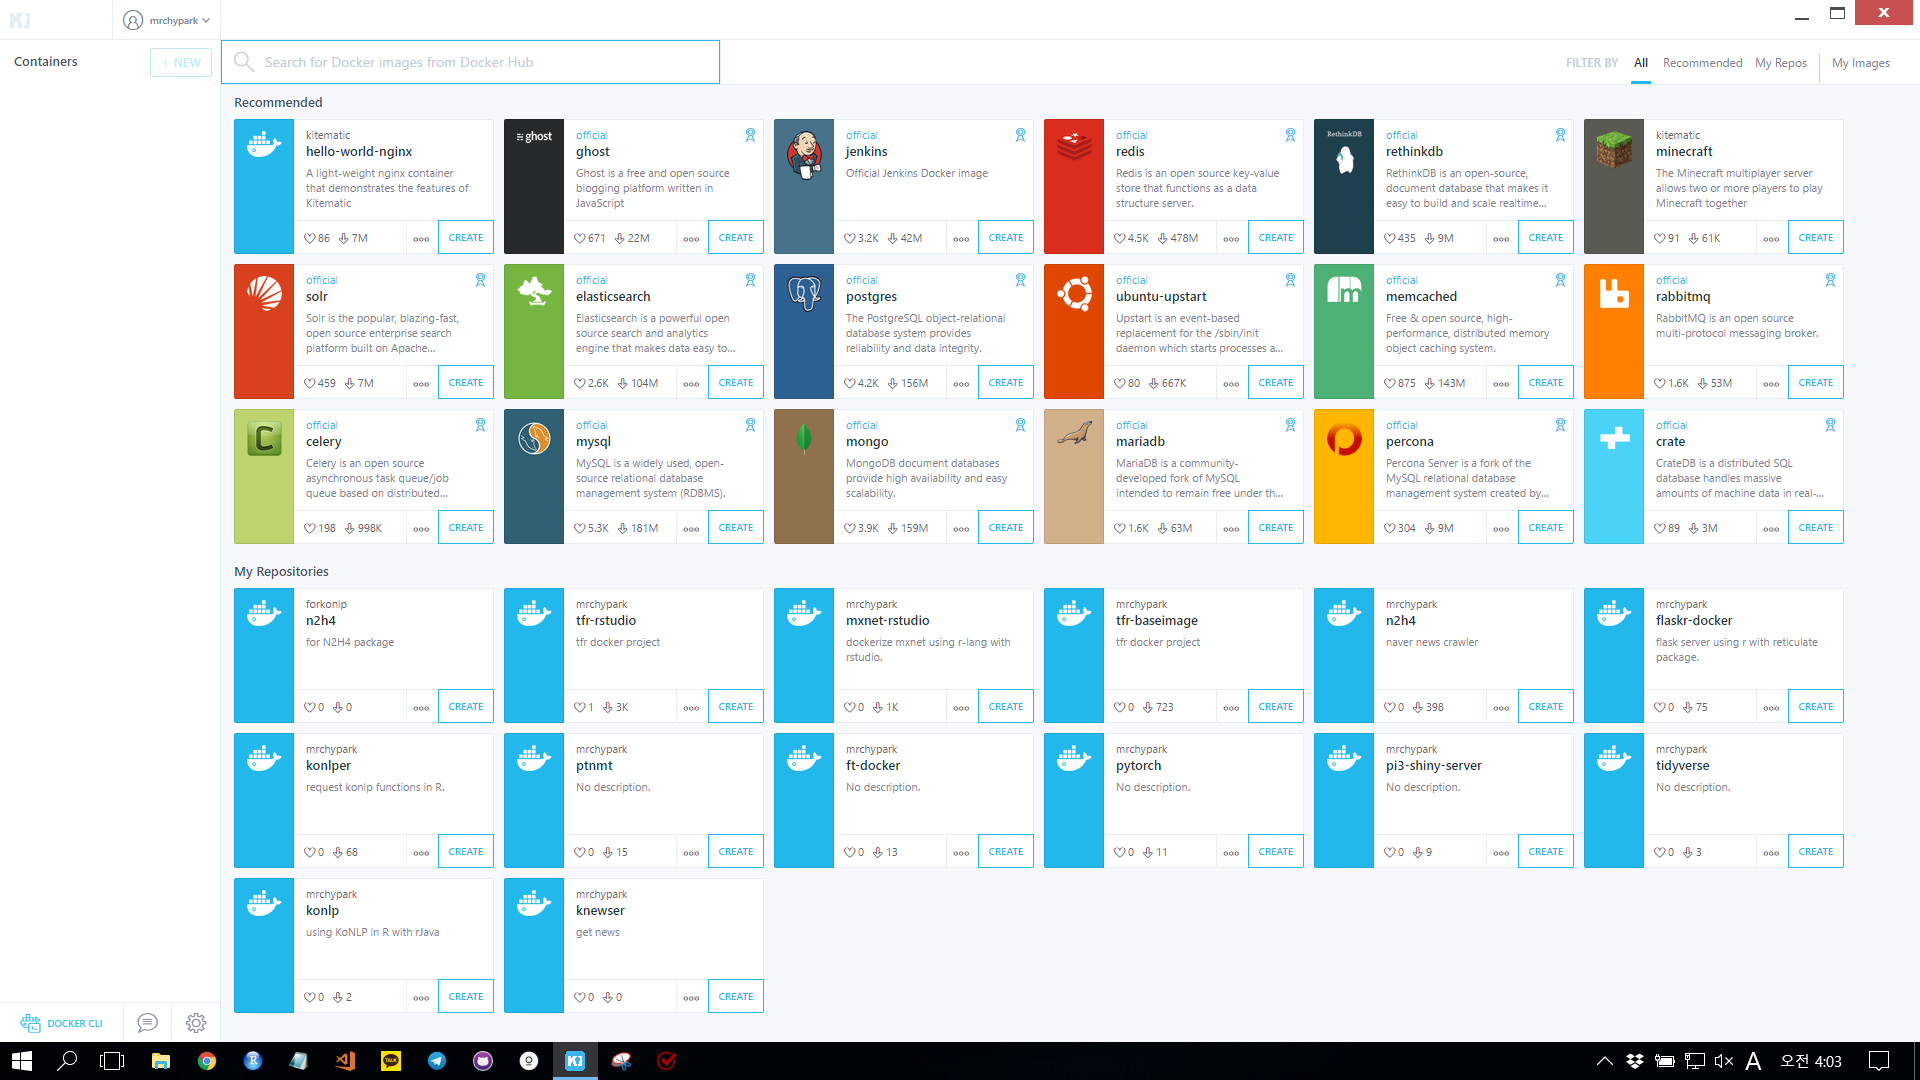 mrchypark
Containers
+ NEW
Search for Docker images from Docker Hub
FILTER BY All Recommended My Repos My Images
Recommended
kitematic
hello-world-nginx
A light-weight nginx container
that demonstrates the features of
Kitematic
86 7M CREATE
ghost
official
ghost
Ghost is a free and open source
blogging platform written in
JavaScript
671 22M CREATE
official
jenkins
Official Jenkins Docker image
3.2K 42M CREATE
official
redis
Redis is an open source key-value
store that functions as a data
structure server.
4.5K 478M CREATE
RethinkDB
official
rethinkdb
RethinkDB is an open-source,
document database that makes it
easy to build and scale realtime...
435 9M CREATE
kitematic
minecraft
The Minecraft multiplayer server
allows two or more players to play
Minecraft together
91 61K CREATE
official
solr
Solr is the popular, blazing-fast,
open source enterprise search
platform built on Apache...
459 7M CREATE
official
elasticsearch
Elasticsearch is a powerful open
source search and analytics
engine that makes data easy to...
2.6K 104M CREATE
official
postgres
The PostgreSQL object-relational
database system provides
reliability and data integrity.
4.2K 156M CREATE
official
ubuntu-upstart
Upstart is an event-based
replacement for the /sbin/init
daemon which starts processes a...
80 667K CREATE
official
memcached
Free & open source, high-
performance, distributed memory
object caching system.
875 143M CREATE
official
rabbitmq
RabbitMQ is an open source
multi-protocol messaging broker.
1.6K 53M CREATE
C
official
celery
Celery is an open source
asynchronous task queue/job
queue based on distributed...
198 998K CREATE
official
mysql
MySQL is a widely used, open-
source relational database
management system (RDBMS).
5.3K 181M CREATE
official
mongo
MongoDB document databases
provide high availability and easy
scalability.
3.9K 159M CREATE
official
mariadb
MariaDB is a community-
developed fork of MySQL
intended to remain free under th...
1.6K 63M CREATE
official
percona
Percona Server is a fork of the
MySQL relational database
management system created by...
304 9M CREATE
official
crate
CrateDB is a distributed SQL
database handles massive
amounts of machine data in real-...
89 3M CREATE
My Repositories
forkonlp
n2h4
for N2H4 package
0 0 CREATE
mrchypark
tfr-rstudio
tfr docker project
1 3K CREATE
mrchypark
mxnet-rstudio
dockerize mxnet using r-lang with
rstudio.
0 1K CREATE
mrchypark
tfr-baseimage
tfr docker project
0 723 CREATE
mrchypark
n2h4
naver news crawler
0 398 CREATE
mrchypark
flaskr-docker
flask server using r with reticulate
package.
0 75 CREATE
mrchypark
konlper
request konlp functions in R.
0 68 CREATE
mrchypark
ptnmt
No description.
0 15 CREATE
mrchypark
ft-docker
No description.
0 13 CREATE
mrchypark
pytorch
No description.
0 11 CREATE
mrchypark
pi3-shiny-server
No description.
0 9 CREATE
mrchypark
tidyverse
No description.
0 3 CREATE
mrchypark
konlp
using KoNLP in R with rJava
0 2 CREATE
mrchypark
knewser
get news
0 0 CREATE
DOCKER CLI
R
TALK
A
오전 4:03